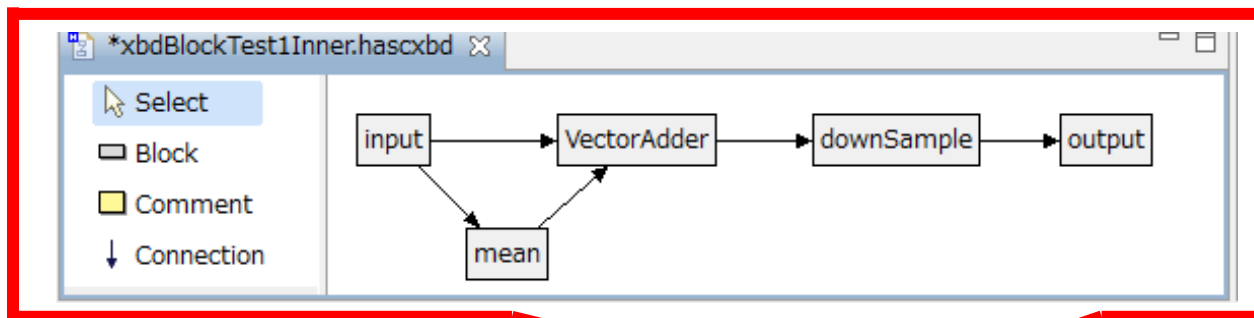 *xbdBlockTest1Inner.hascxbd
Select
Block
Comment
Connection
input
VectorAdder
downSample
output
mean